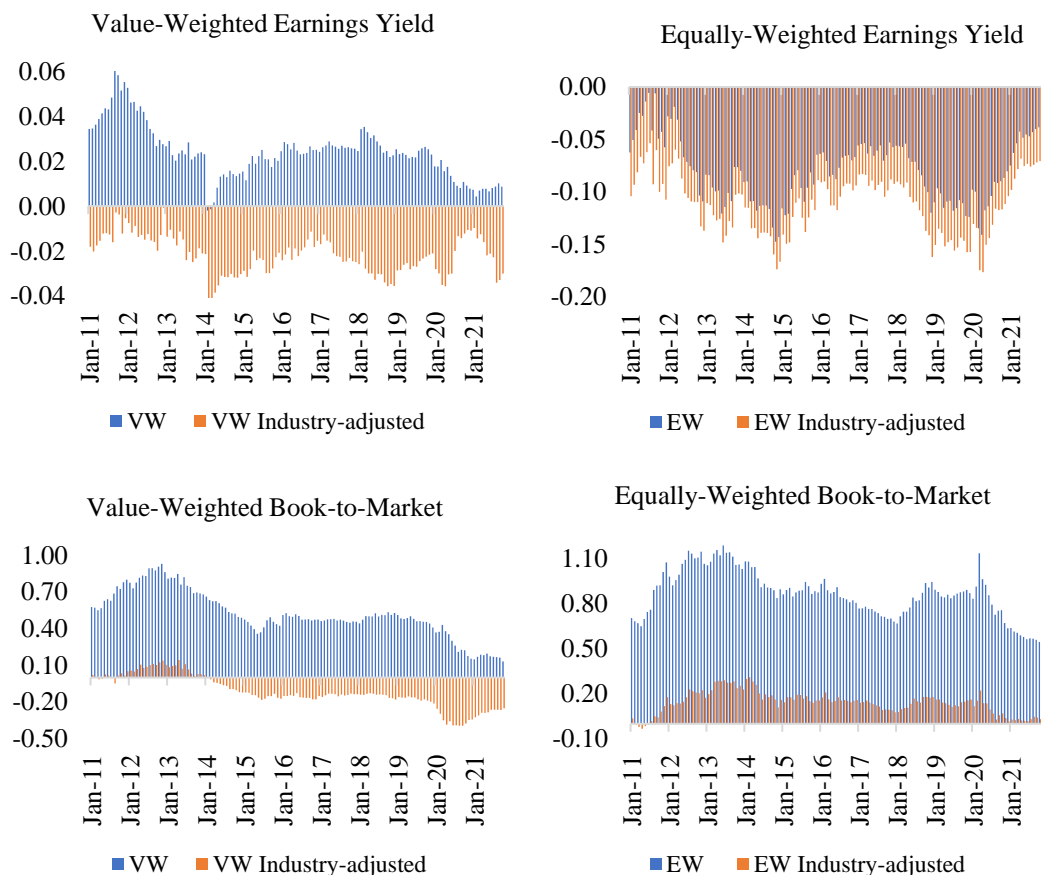 Value-Weighted Earnings Yield
0.06
0.04
0.02
0.00
-0.02
-0.04
Jan-11
Jan-12
Jan-13
Jan-14
Jan-15
Jan-16
Jan-17
Jan-18
Jan-19
Jan-20
Jan-21
VW VW Industry-adjusted
Equally-Weighted Earnings Yield
0.00
-0.05
-0.10
-0.15
-0.20
Jan-11
Jan-12
Jan-13
Jan-14
Jan-15
Jan-16
Jan-17
Jan-18
Jan-19
Jan-20
Jan-21
EW EW Industry-adjusted
Value-Weighted Book-to-Market
1.00
0.70
0.40
0.10
-0.20
-0.50
Jan-11
Jan-12
Jan-13
Jan-14
Jan-15
Jan-16
Jan-17
Jan-18
Jan-19
Jan-20
Jan-21
VW VW Industry-adjusted
Equally-Weighted Book-to-Market
1.10
0.80
0.50
0.20
-0.10
Jan-11
Jan-12
Jan-13
Jan-14
Jan-15
Jan-16
Jan-17
Jan-18
Jan-19
Jan-20
Jan-21
EW EW Industry-adjusted